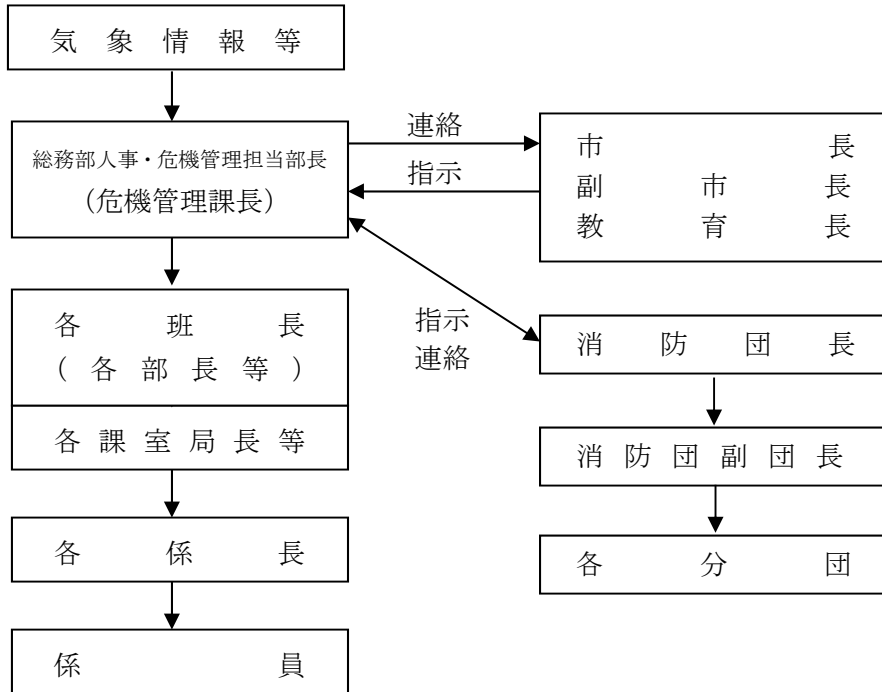 気象情報等
総務部人事・危機管理担当部長
(危機管理課長)
連絡
指示
市長
副市長
教育長
各班長
(各部長等)
各課室局長等
指示
連絡
消防団長
消防団副団長
各分団
各係長
係員